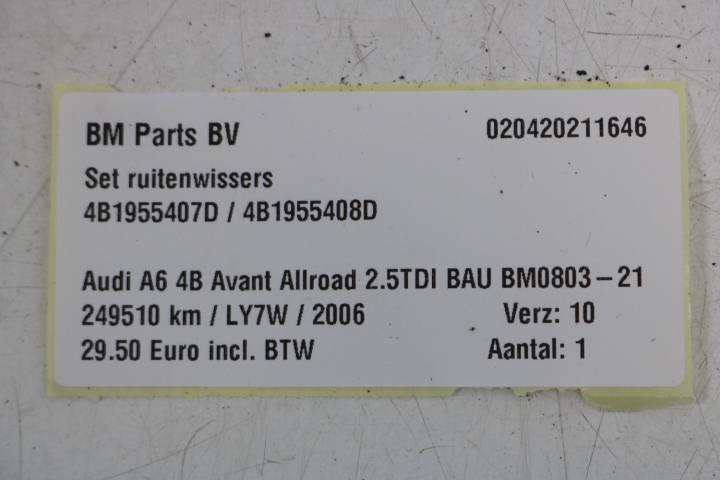 BM Parts BV 020420211646
Set ruitenwissers
4B1955407D / 4B1955408D
Audi A6 4B Avant Allroad 2.5TDI BAU BM0803-21
249510 km / LY7W / 2006 Verz: 10
29.50 Euro incl. BTW Aantal: 1